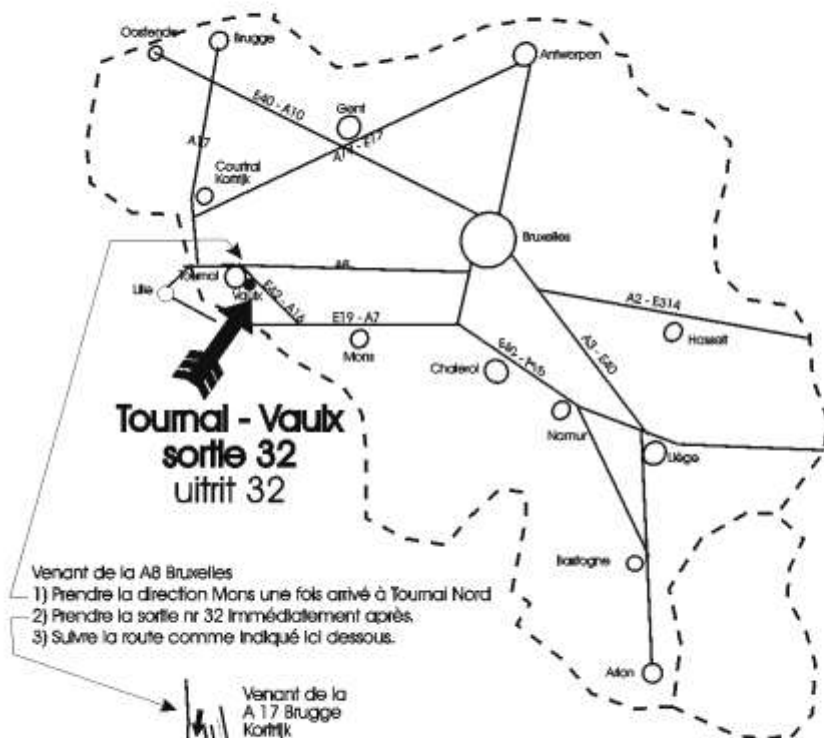 Oostende
Brugge
Antwerpen
E40 - A10
Gent
A17
A14 - E17
Courtrai
Kortrijk
Bruxelles
A8
Tournai
Vaulx
Lille
E42 - A16
E19 - A7
Mons
A2 - E314
Hasselt
A3 - E40
Chaleroi
Namur
Liège
Tournai - Vaulx
sortie 32
uitrit 32
Bastogne
Arlon
Venant de la A8 Bruxelles
1) Prendre la direction Mons une fois arrivé à Tournai Nord
2) Prendre la sortie nr 32 immédiatement après.
3) Suivre la route comme indiqué ici dessous.
Venant de la
A 17 Brugge
Kortrijk